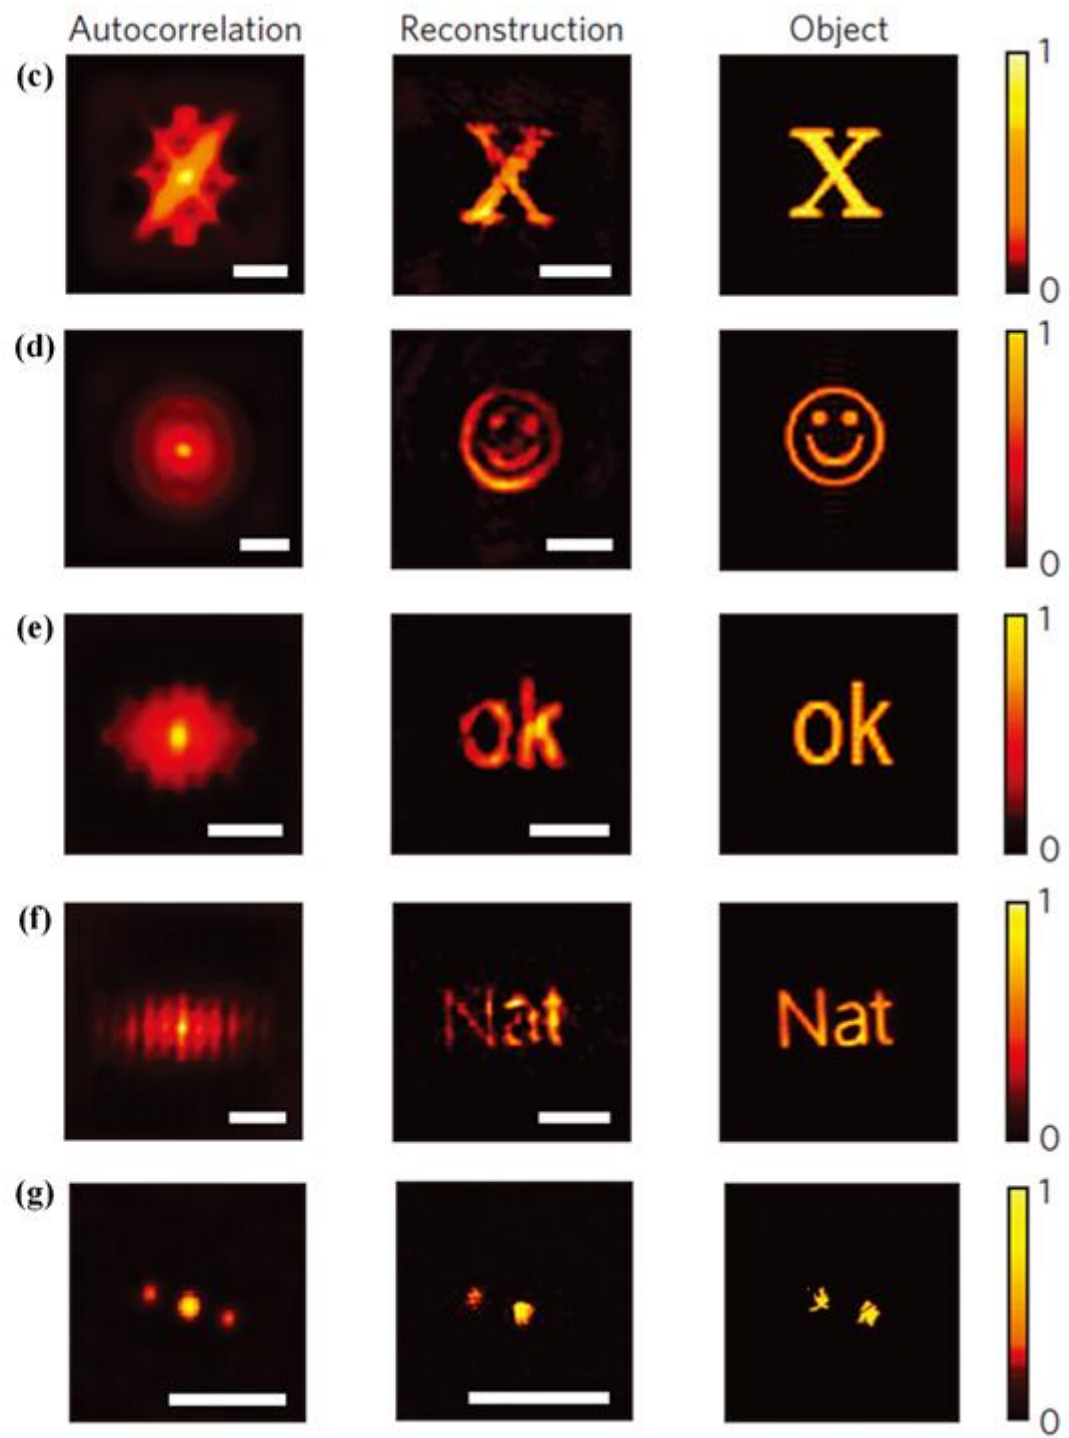 Autocorrelation Reconstruction Object
(c) X X 1
0
(d) 1
0
(e) ok ok 1
0
(f) Nat Nat 1
0
(g) 1
0